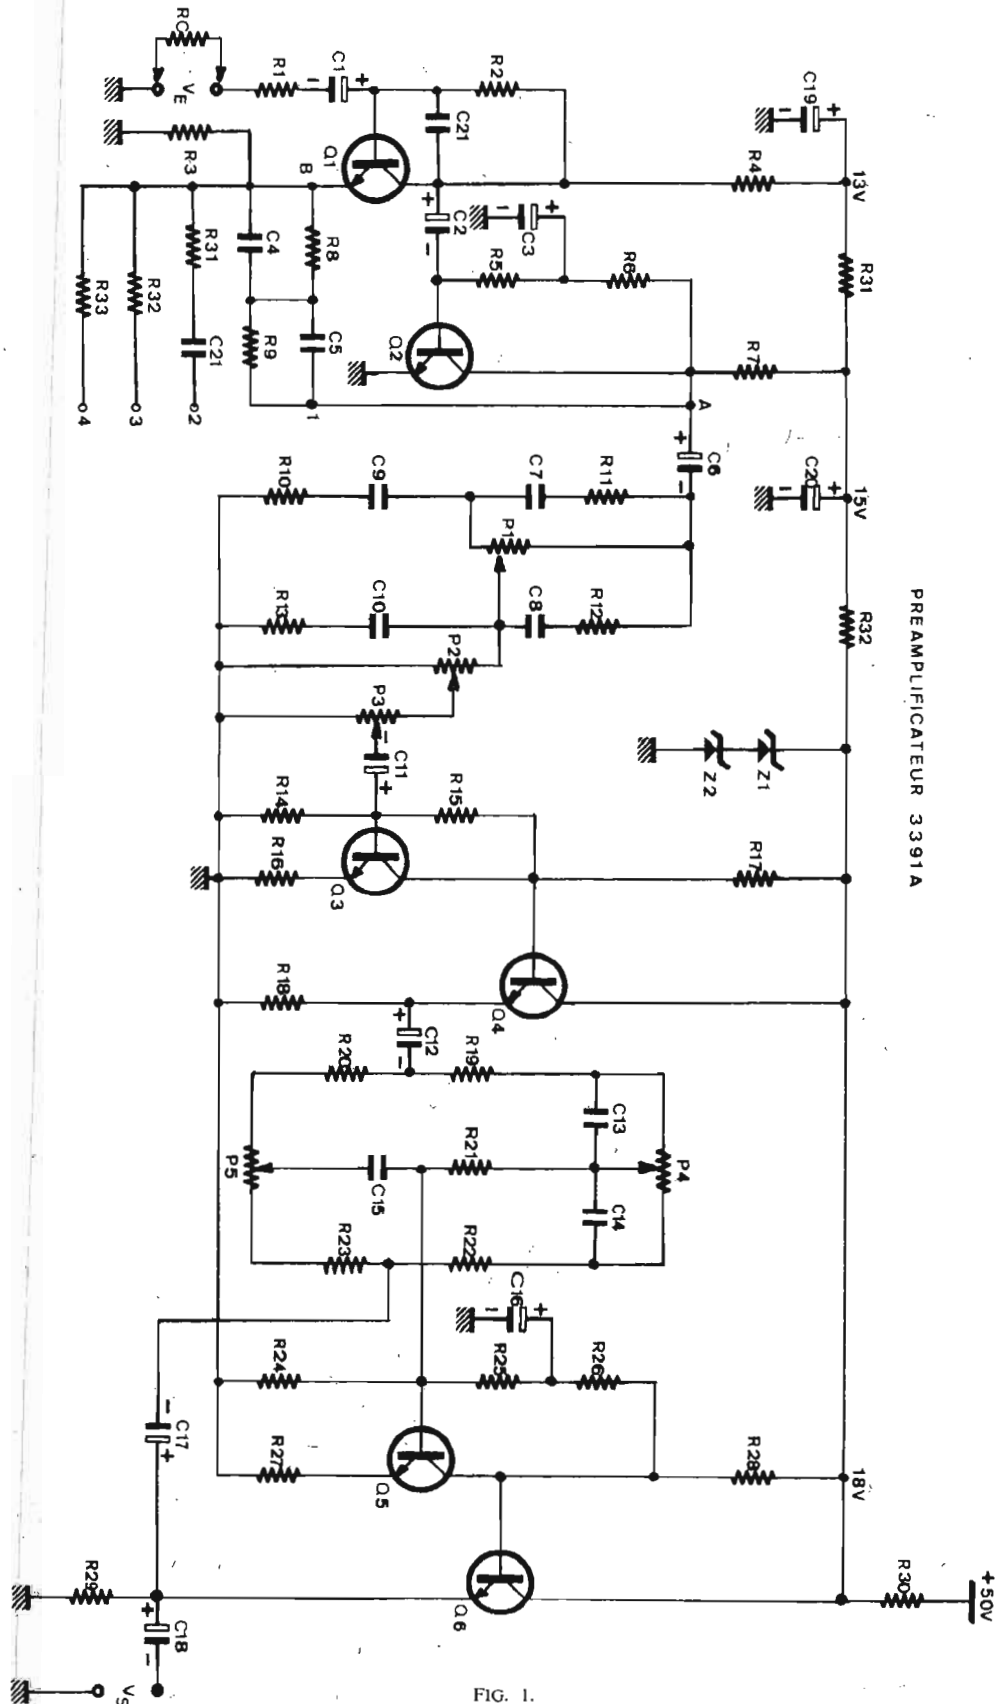 PREAMPLIFICATEUR 3391A
+50V
R30
18V
R32
15V
R31
13V
C19
+
−
R4
R7
C20
+
−
Z1
Z2
R17
R28
R2
C1
−
+
R1
RC
VE
C21
Q1
R3
B
C2
+
−
C3
+
−
R5
R6
Q2
A
C6
+
−
R8
C4
C5
R9
1
R31
C21
2
R32
3
R33
4
R11
C7
C9
R10
P1
R12
C8
C10
R13
P2
P3
C11
−
+
R15
R14
R16
Q3
Q4
R18
C12
+
−
R19
R20
C13
P4
R21
C14
C15
P5
R22
R23
C16
+
−
R26
R25
R24
Q5
R27
C17
−
+
Q6
R29
C18
+
−
VS
FIG. 1.